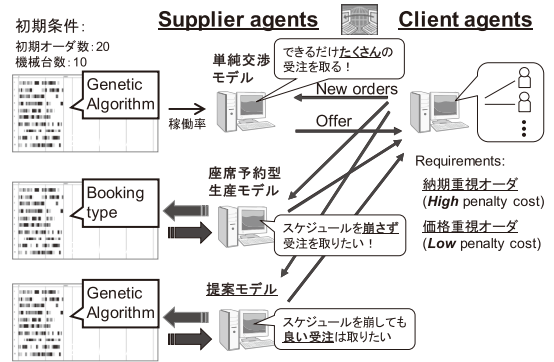 Supplier agents
Client agents
初期条件:
初期オーダ数:20
機械台数:10
Genetic
Algorithm
単純交渉
モデル
できるだけたくさんの
受注を取る！
稼働率
New orders
Offer
Requirements:
納期重視オーダ
(High penalty cost)
価格重視オーダ
(Low penalty cost)
座席予約型
生産モデル
Booking
type
スケジュールを崩さず
受注を取りたい！
提案モデル
Genetic
Algorithm
スケジュールを崩しても
良い受注は取りたい